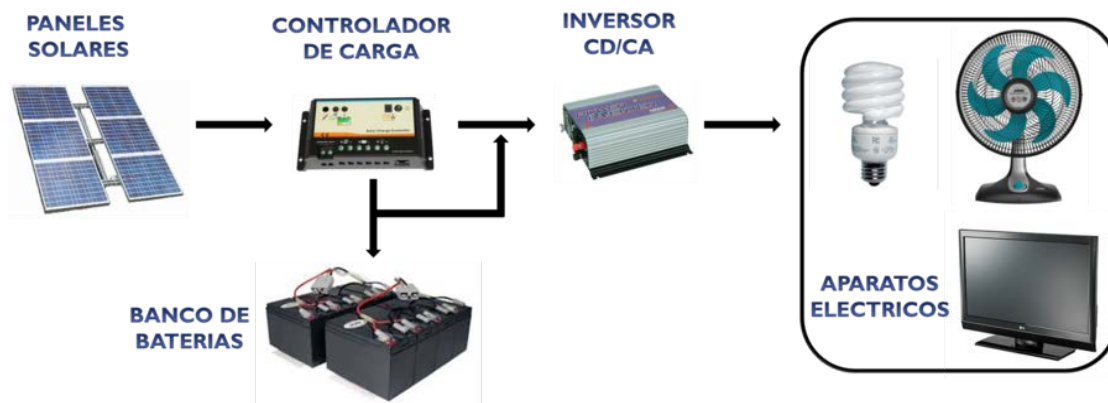 PANELES
SOLARES
CONTROLADOR
DE CARGA
INVERSOR
CD/CA
BANCO DE
BATERIAS
APARATOS
ELECTRICOS